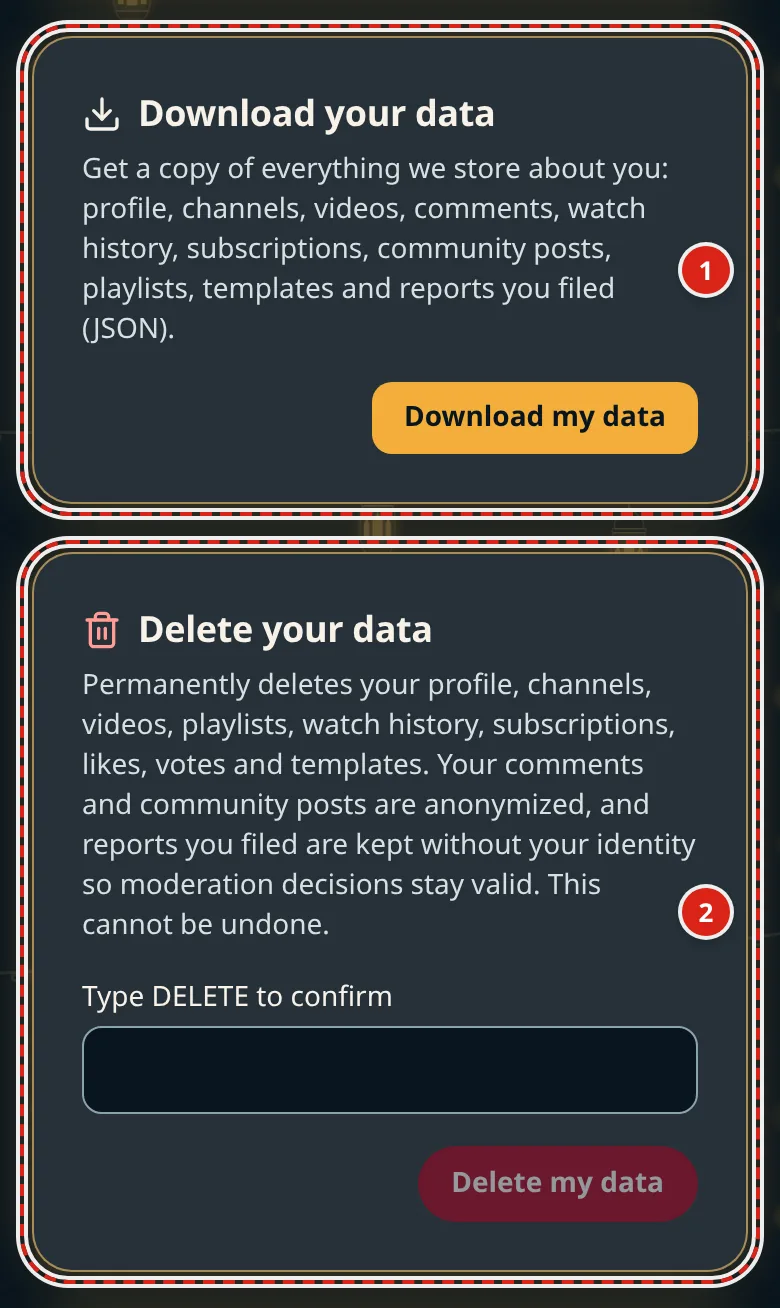 Download your data
Get a copy of everything we store about you:
profile, channels, videos, comments, watch
history, subscriptions, community posts,
playlists, templates and reports you filed
(JSON).
1
Download my data
Delete your data
Permanently deletes your profile, channels,
videos, playlists, watch history, subscriptions,
likes, votes and templates. Your comments
and community posts are anonymized, and
reports you filed are kept without your identity
so moderation decisions stay valid. This
cannot be undone.
2
Type DELETE to confirm
Delete my data